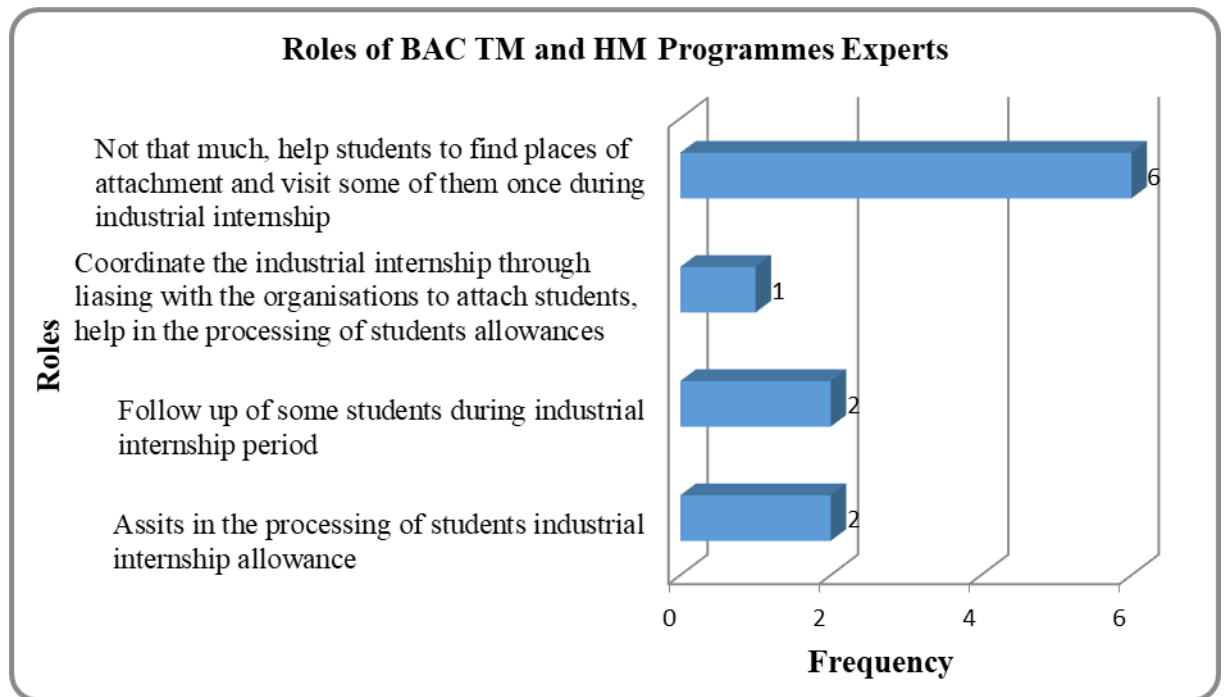 Roles of BAC TM and HM Programmes Experts
Not that much, help students to find places of
attachment and visit some of them once during
industrial internship
6
Coordinate the industrial internship through
liasing with the organisations to attach students,
help in the processing of students allowances
1
Roles
Follow up of some students during industrial
internship period
2
Assits in the processing of students industrial
internship allowance
2
0 2 4 6
Frequency